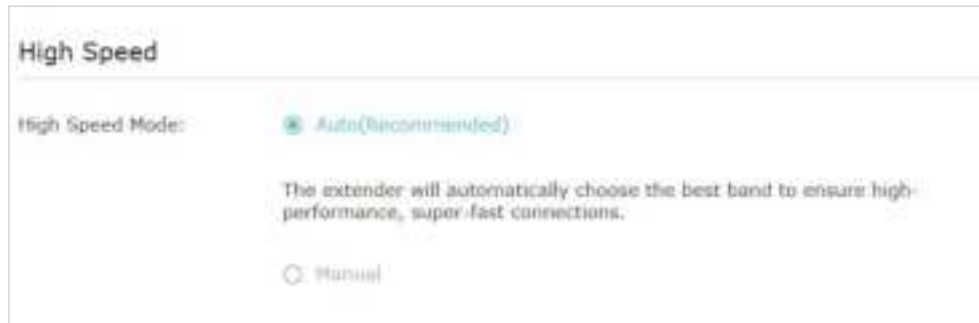 High Speed
High Speed Mode: Auto(Recommended)
The extender will automatically choose the best band to ensure high-
performance, super-fast connections.
Manual